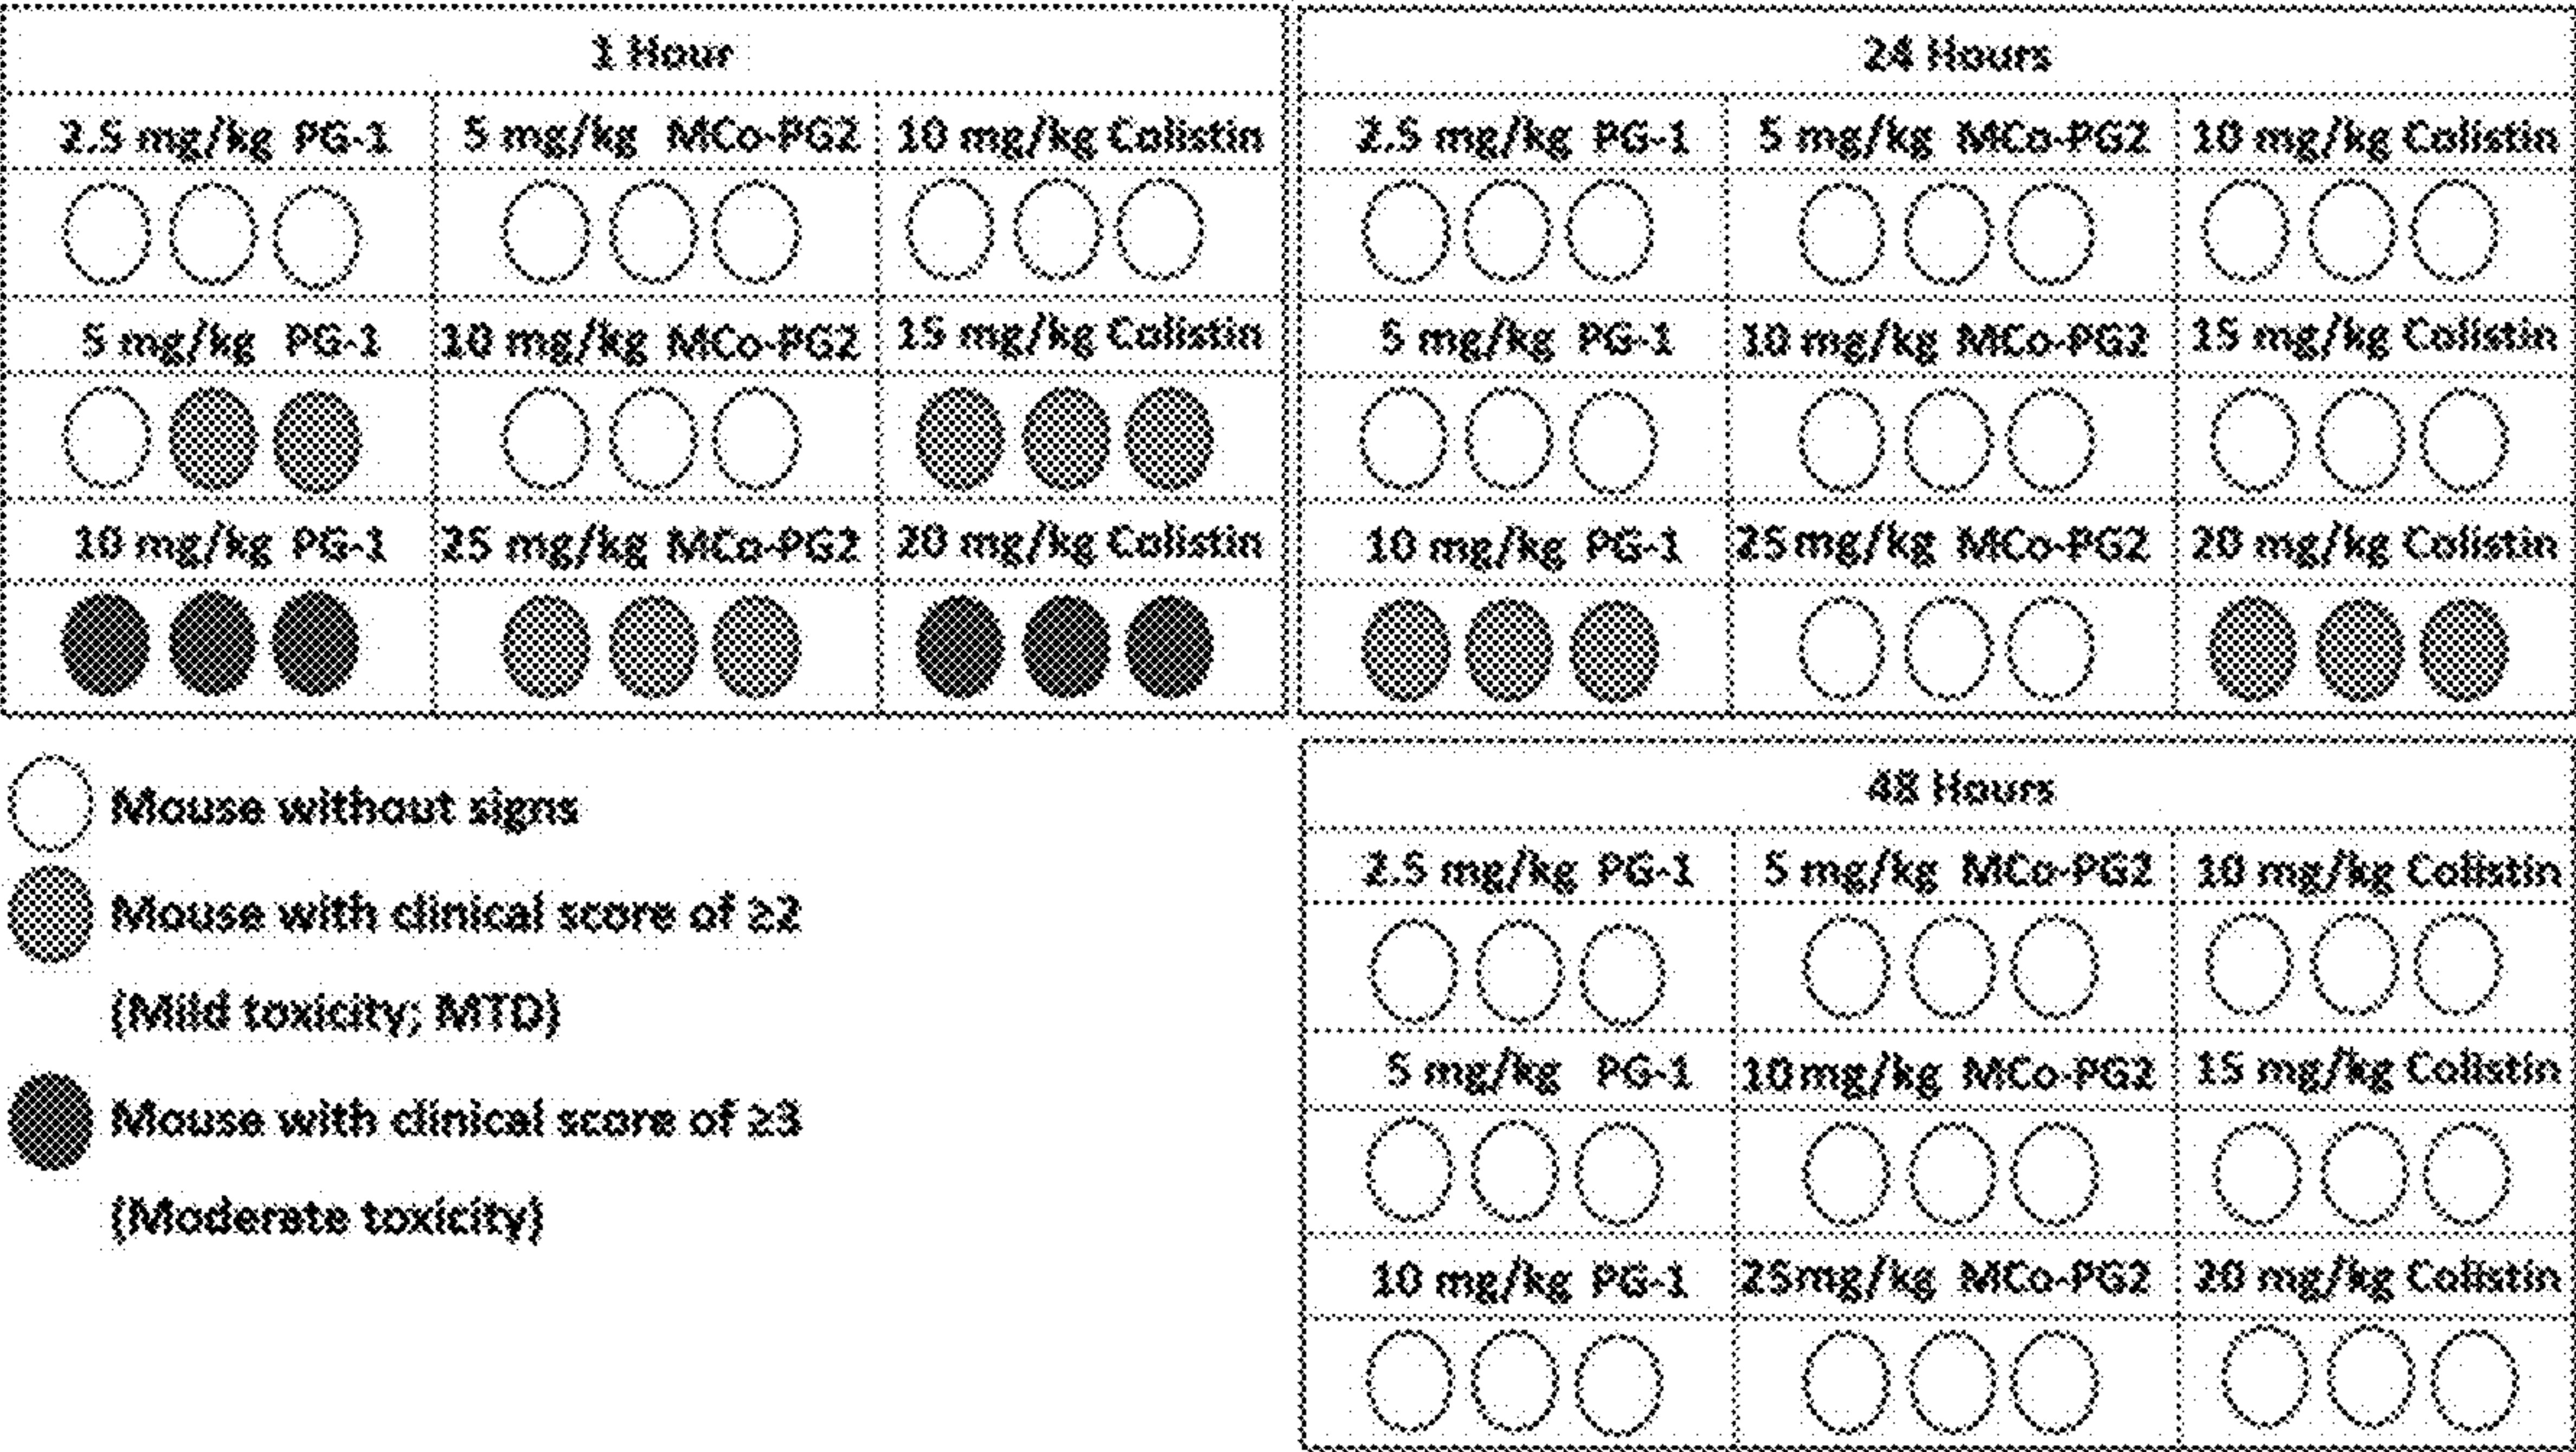 1 Hour
2.5 mg/kg PG-1 5 mg/kg MCo-PG2 10 mg/kg Colistin
5 mg/kg PG-1 10 mg/kg MCo-PG2 15 mg/kg Colistin
10 mg/kg PG-1 25 mg/kg MCo-PG2 20 mg/kg Colistin
24 Hours
2.5 mg/kg PG-1 5 mg/kg MCo-PG2 10 mg/kg Colistin
5 mg/kg PG-1 10 mg/kg MCo-PG2 15 mg/kg Colistin
10 mg/kg PG-1 25mg/kg MCo-PG2 20 mg/kg Colistin
Mouse without signs
Mouse with clinical score of ≥2
(Mild toxicity; MTD)
Mouse with clinical score of ≥3
(Moderate toxicity)
48 Hours
2.5 mg/kg PG-1 5 mg/kg MCo-PG2 10 mg/kg Colistin
5 mg/kg PG-1 10mg/kg MCo-PG2 15 mg/kg Colistin
10 mg/kg PG-1 25mg/kg MCo-PG2 20 mg/kg Colistin